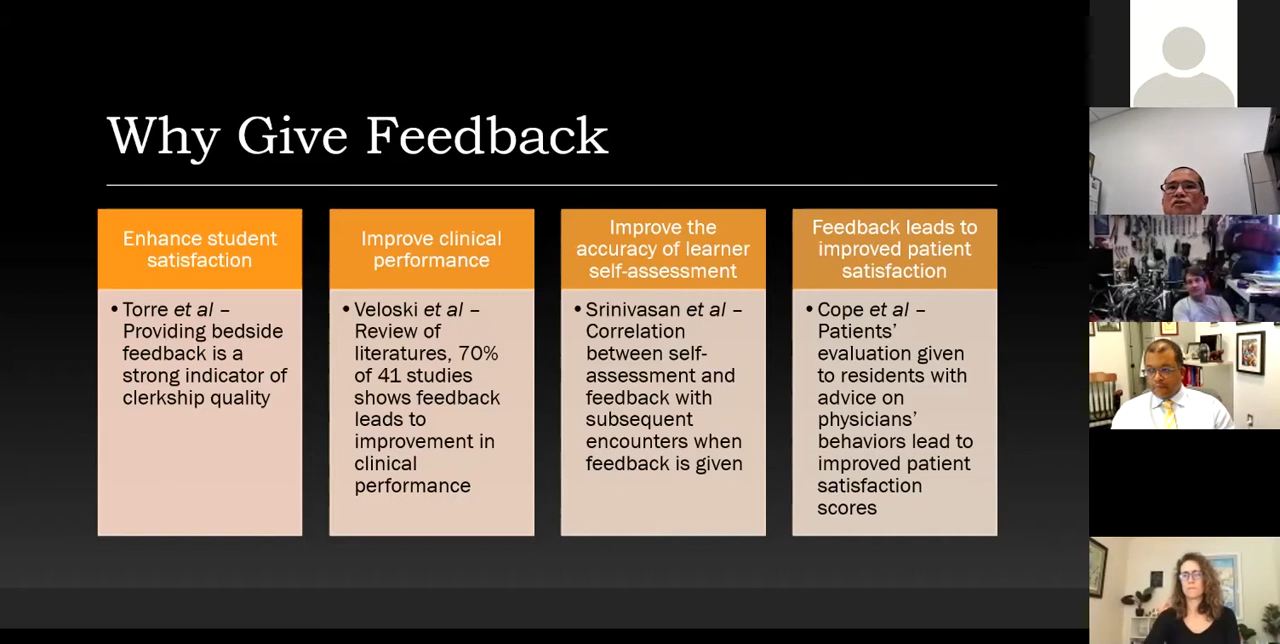 Why Give Feedback
Enhance student
satisfaction
• Torre et al –
Providing bedside
feedback is a
strong indicator of
clerkship quality
Improve clinical
performance
• Veloski et al –
Review of
literatures, 70%
of 41 studies
shows feedback
leads to
improvement in
clinical
performance
Improve the
accuracy of learner
self-assessment
• Srinivasan et al –
Correlation
between self-
assessment and
feedback with
subsequent
encounters when
feedback is given
Feedback leads to
improved patient
satisfaction
• Cope et al –
Patients’
evaluation given
to residents with
advice on
physicians’
behaviors lead to
improved patient
satisfaction
scores